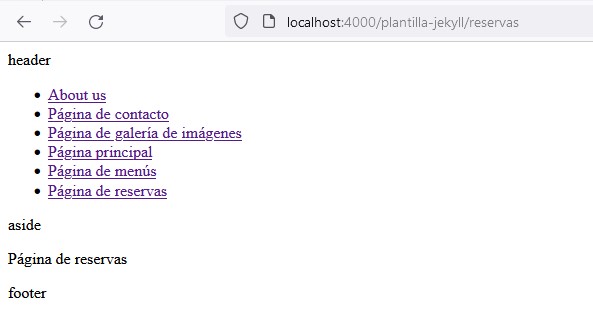 localhost:4000/plantilla-jekyll/reservas
header
About us
Página de contacto
Página de galería de imágenes
Página principal
Página de menús
Página de reservas
aside
Página de reservas
footer